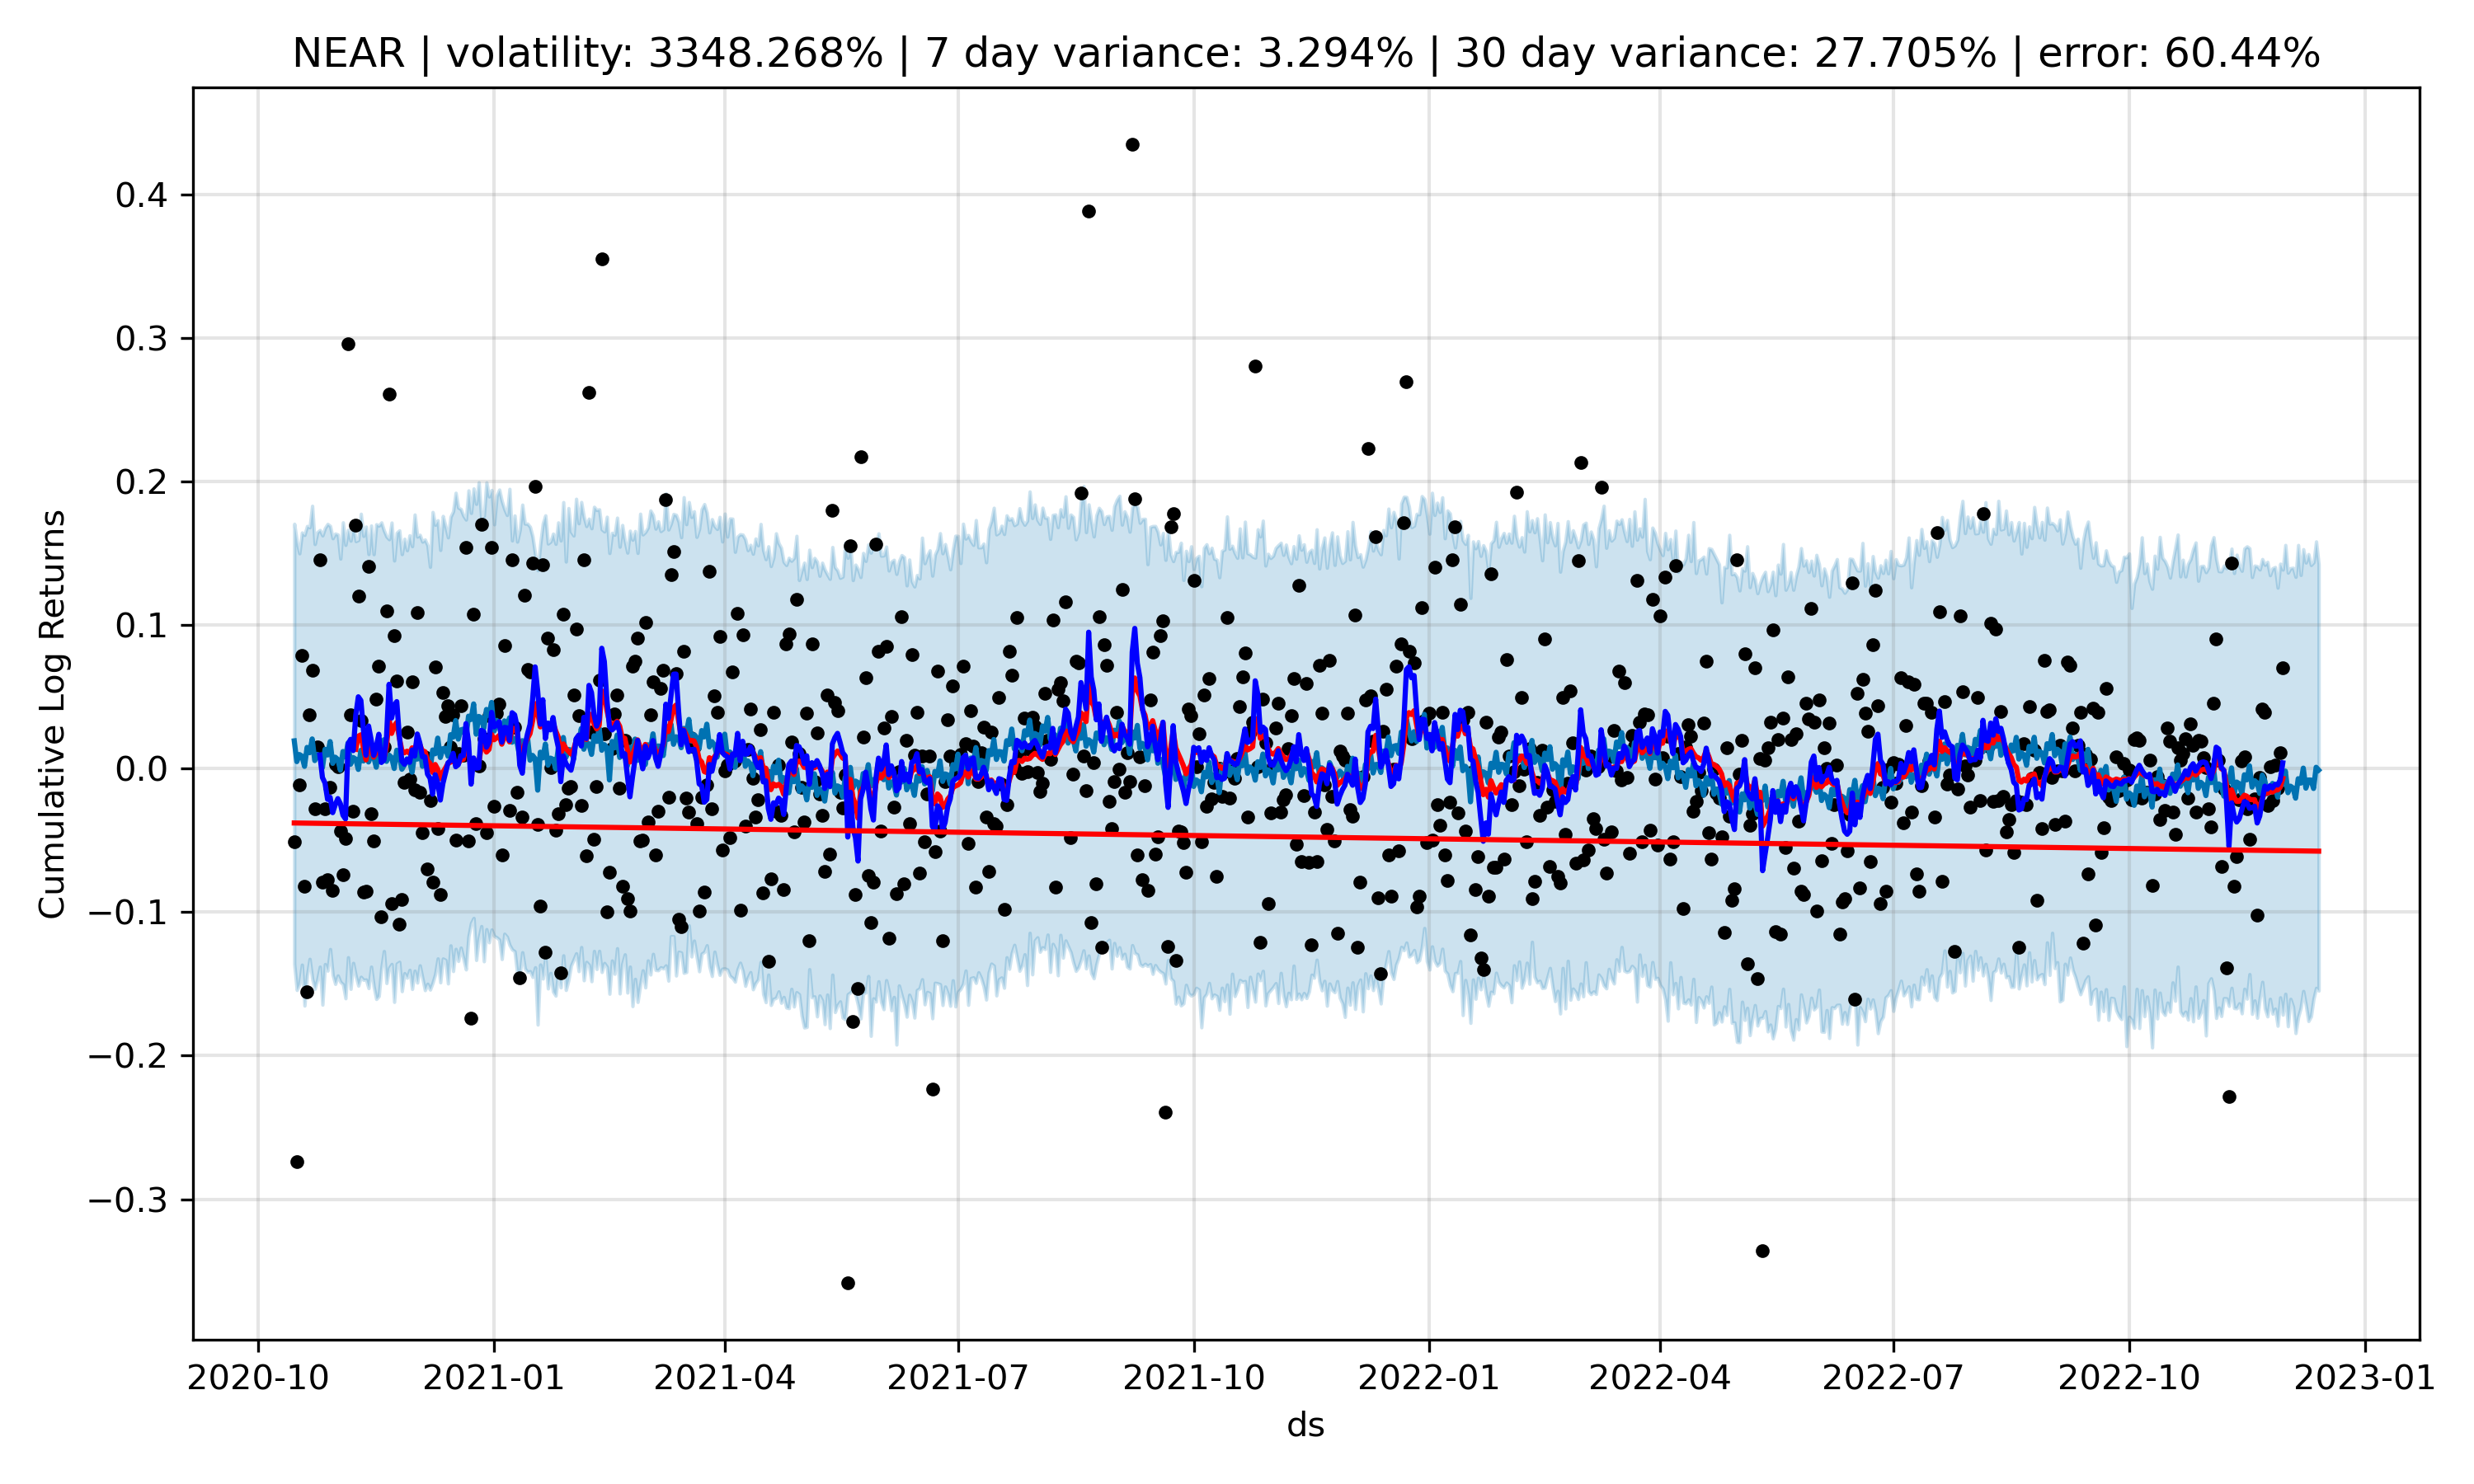 NEAR | volatility: 3348.268% | 7 day variance: 3.294% | 30 day variance: 27.705% | error: 60.44%
Cumulative Log Returns
0.4
0.3
0.2
0.1
0.0
−0.1
−0.2
−0.3
2020-10 2021-01 2021-04 2021-07 2021-10 2022-01 2022-04 2022-07 2022-10 2023-01
ds